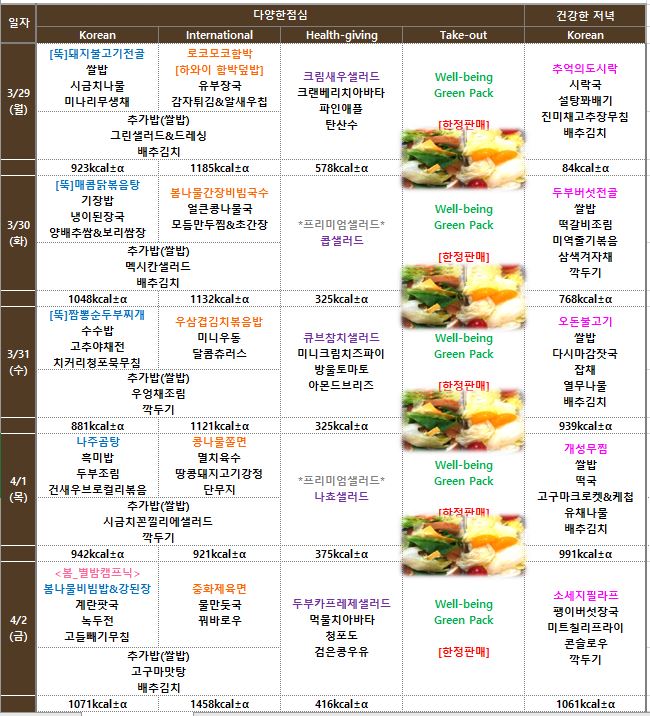 일자
다양한점심
건강한 저녁
Korean
International
Health-giving
Take-out
Korean
3/29
(월)
[뚝]돼지불고기전골
쌀밥
시금치나물
미나리무생채
로코모코함박
[하와이 함박덮밥]
유부장국
감자튀김&알새우칩
추가밥(쌀밥)
그린샐러드&드레싱
배추김치
크림새우샐러드
크랜베리치아바타
파인애플
탄산수
Well-being
Green Pack
[한정판매]
추억의도시락
시락국
설탕꽈배기
진미채고추장무침
배추김치
923kcal±α
1185kcal±α
578kcal±α
84kcal±α
3/30
(화)
[뚝]매콤닭볶음탕
기장밥
냉이된장국
양배추쌈&보리쌈장
봄나물간장비빔국수
얼큰콩나물국
모듬만두찜&초간장
추가밥(쌀밥)
멕시칸샐러드
배추김치
*프리미엄샐러드*
콥샐러드
Well-being
Green Pack
[한정판매]
두부버섯전골
쌀밥
떡갈비조림
미역줄기볶음
삼색겨자채
깍두기
1048kcal±α
1132kcal±α
325kcal±α
768kcal±α
3/31
(수)
[뚝]짬뽕순두부찌개
수수밥
고추야채전
치커리청포묵무침
우삼겹김치볶음밥
미니우동
달콤츄러스
추가밥(쌀밥)
우엉채조림
깍두기
큐브참치샐러드
미니크림치즈파이
방울토마토
아몬드브리즈
Well-being
Green Pack
[한정판매]
오돈불고기
쌀밥
다시마감잣국
잡채
열무나물
배추김치
881kcal±α
1121kcal±α
325kcal±α
939kcal±α
4/1
(목)
나주곰탕
흑미밥
두부조림
건새우브로컬리볶음
콩나물쫄면
멸치육수
땅콩돼지고기강정
단무지
추가밥(쌀밥)
시금치꼰낄리에샐러드
깍두기
*프리미엄샐러드*
나쵸샐러드
Well-being
Green Pack
[한정판매]
개성무찜
쌀밥
떡국
고구마크로켓&케첩
유채나물
배추김치
942kcal±α
921kcal±α
375kcal±α
991kcal±α
4/2
(금)
<봄_별밤캠프닉>
봄나물비빔밥&강된장
계란팟국
녹두전
고들빼기무침
중화제육면
물만둣국
꿔바로우
추가밥(쌀밥)
고구마맛탕
배추김치
두부카프레제샐러드
먹물치아바타
청포도
검은콩우유
Well-being
Green Pack
[한정판매]
소세지필라프
팽이버섯장국
미트칠리프라이
콘슬로우
깍두기
1071kcal±α
1458kcal±α
416kcal±α
1061kcal±α